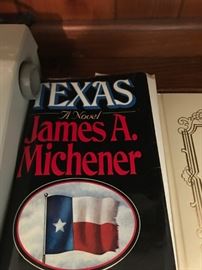 TEXAS
A Novel
James A.
Michener